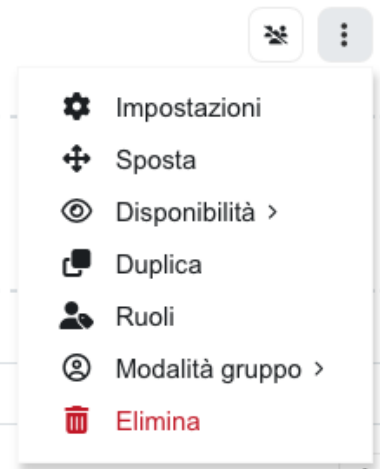 Impostazioni
Sposta
Disponibilità
Duplica
Ruoli
Modalità gruppo
Elimina